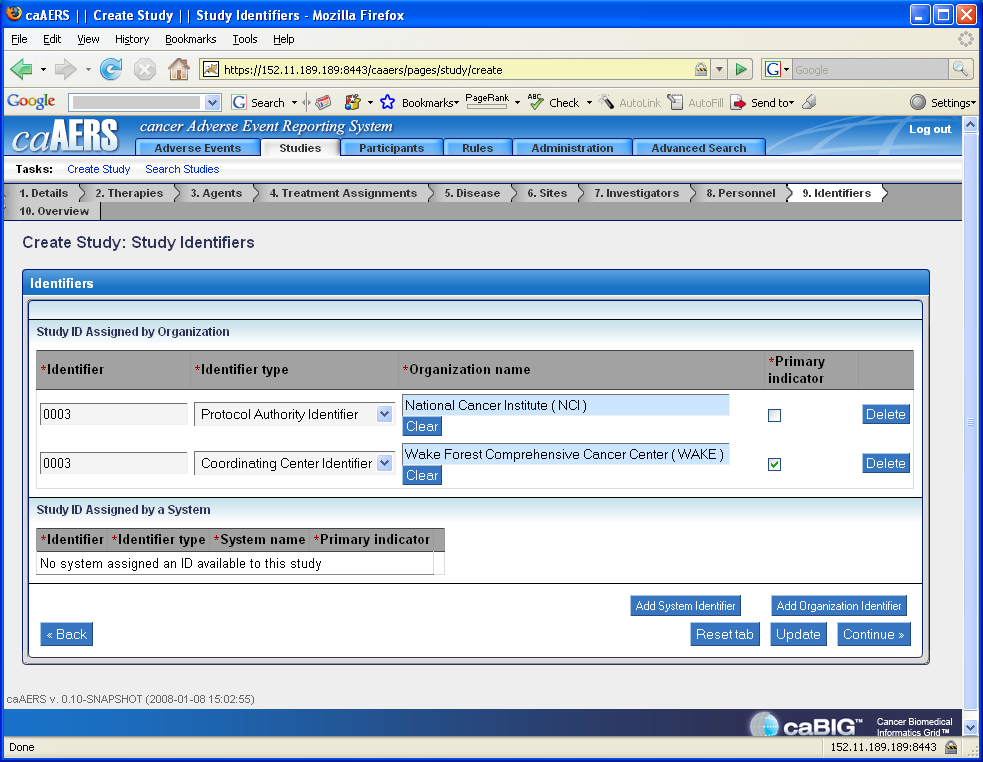 caAERS || Create Study || Study Identifiers - Mozilla Firefox
File Edit View History Bookmarks Tools Help
https://152.11.189.189:8443/caaers/pages/study/create
G Google
Google G Search Bookmarks PageRank ABC Check AutoLink AutoFill Send to Settings
caAERS cancer Adverse Event Reporting System Log out
Adverse Events Studies Participants Rules Administration Advanced Search
Tasks: Create Study Search Studies
1. Details 2. Therapies 3. Agents 4. Treatment Assignments 5. Disease 6. Sites 7. Investigators 8. Personnel 9. Identifiers
10. Overview
Create Study: Study Identifiers
Identifiers
Study ID Assigned by Organization
*Identifier *Identifier type *Organization name *Primary indicator
0003 Protocol Authority Identifier National Cancer Institute ( NCI ) Delete
Clear
0003 Coordinating Center Identifier Wake Forest Comprehensive Cancer Center ( WAKE ) Delete
Clear
Study ID Assigned by a System
*Identifier *Identifier type *System name *Primary indicator
No system assigned an ID available to this study
Add System Identifier Add Organization Identifier
« Back Reset tab Update Continue »
caAERS v. 0.10-SNAPSHOT (2008-01-08 15:02:55)
caBIG™ Cancer Biomedical
Informatics Grid™
Done 152.11.189.189:8443